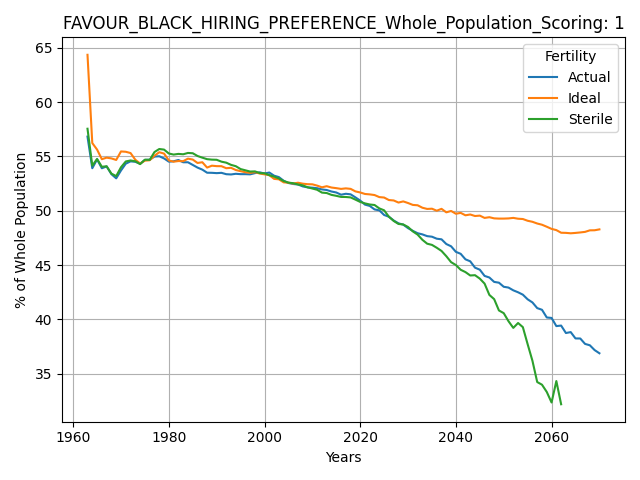 FAVOUR_BLACK_HIRING_PREFERENCE_Whole_Population_Scoring: 1
Fertility
Actual
Ideal
Sterile
% of Whole Population
65
60
55
50
45
40
35
1960
1980
2000
2020
2040
2060
Years